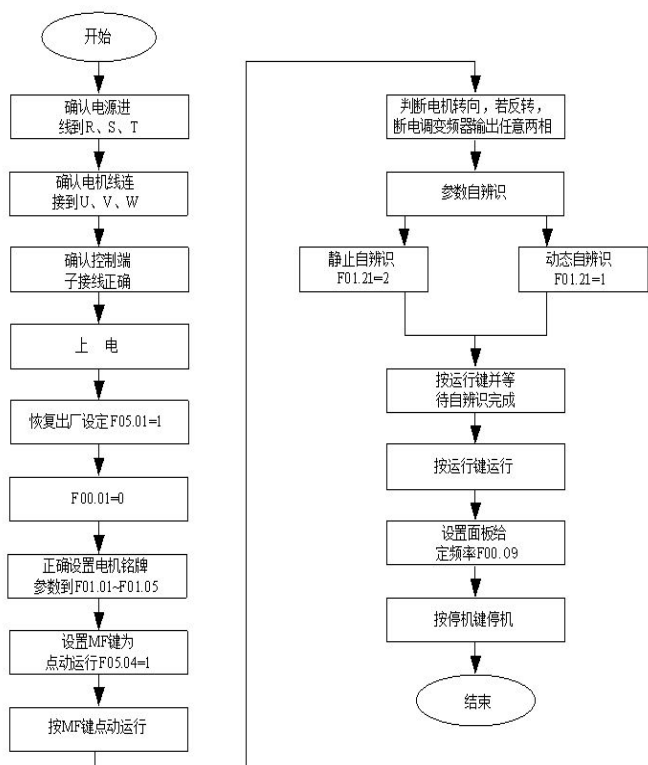 开始
确认电源进
线到R、S、T
确认电机线连
接到U、V、W
确认控制端
子接线正确
上 电
恢复出厂设定F05.01=1
F00.01=0
正确设置电机铭牌
参数到F01.01~F01.05
设置MF键为
点动运行F05.04=1
按MF键点动运行
判断电机转向，若反转，
断电调变频器输出任意两相
参数自辨识
静止自辨识
F01.21=2
动态自辨识
F01.21=1
按运行键并等
待自辨识完成
按运行键运行
设置面板给
定频率F00.09
按停机键停机
结束